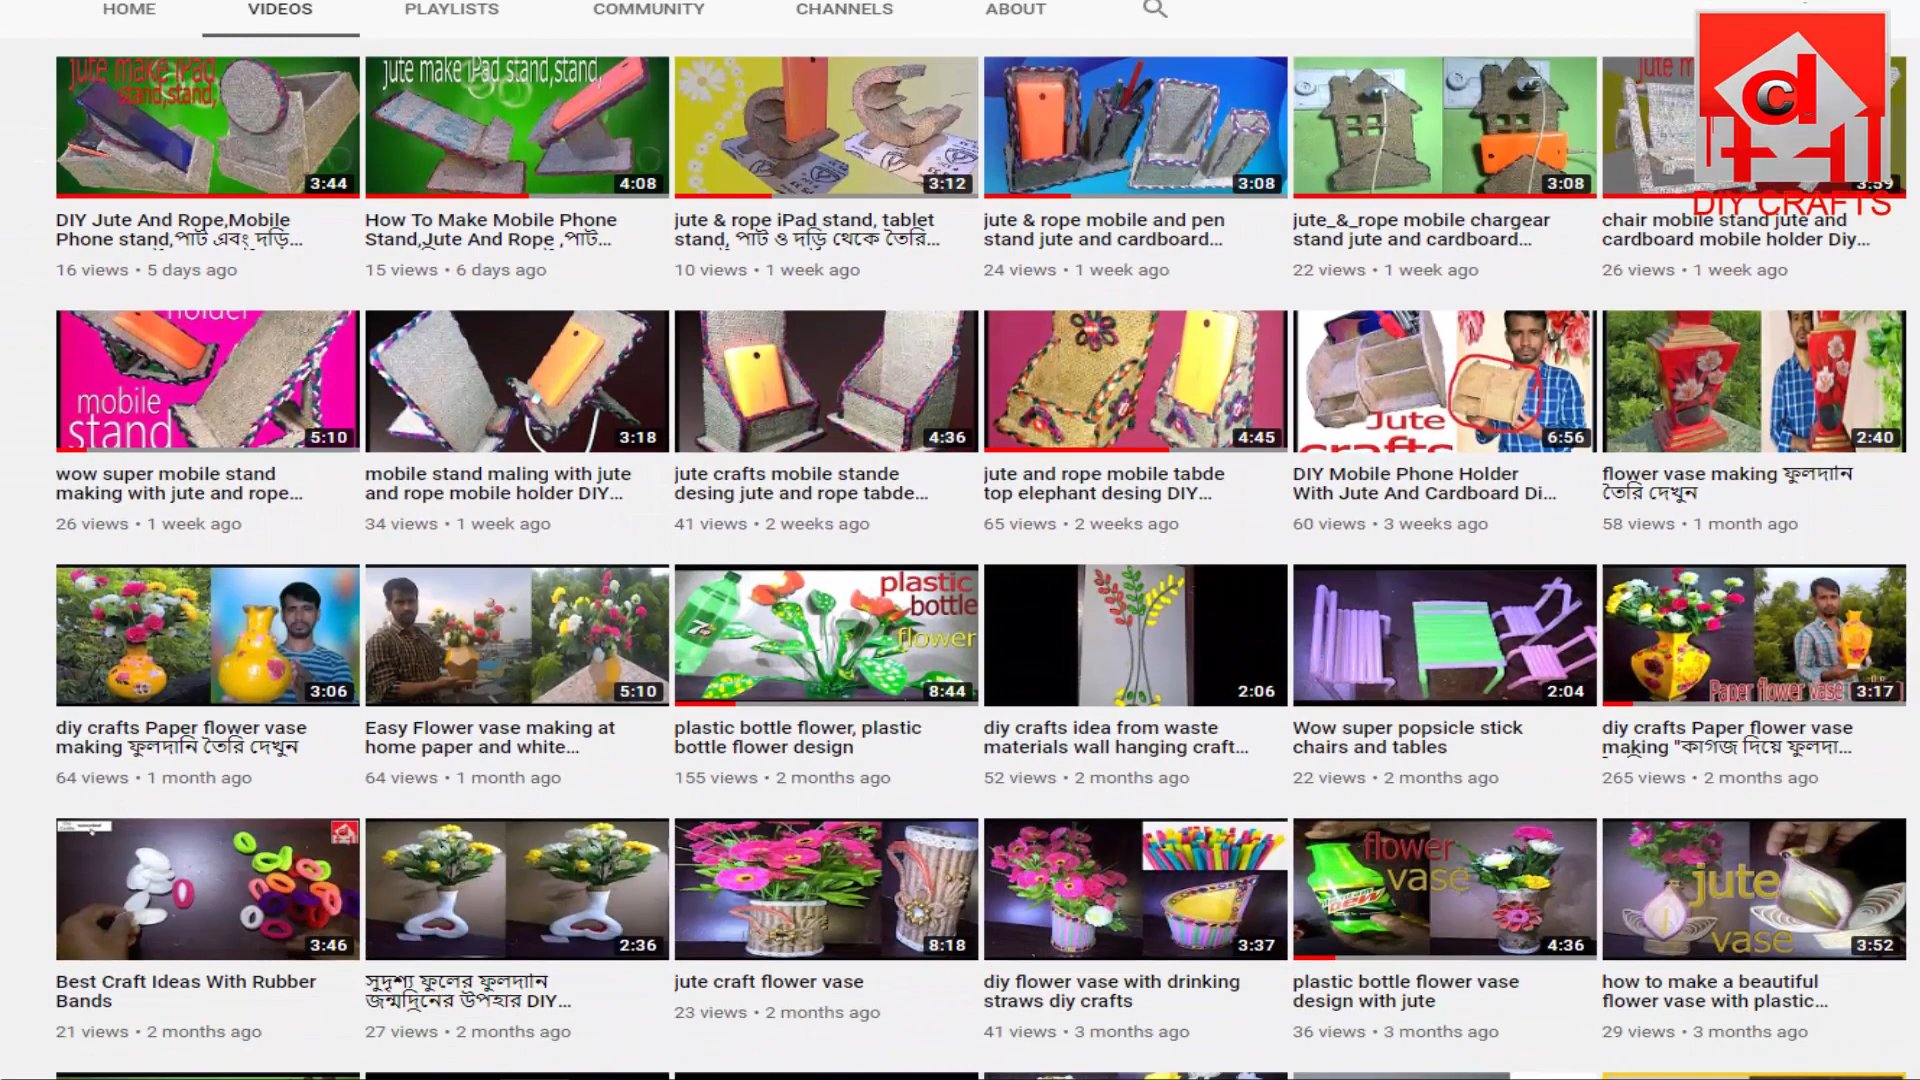 HOME VIDEOS PLAYLISTS COMMUNITY CHANNELS ABOUT
jute make iPad
stand,stand,
3:44
jute make iPad stand,stand,
4:08
3:12
3:08
3:08
jute m
3:59
d
c
DIY CRAFTS
DIY Jute And Rope,Mobile
Phone stand,পাট এবং দড়ি...
16 views • 5 days ago
How To Make Mobile Phone
Stand,Jute And Rope ,পাট...
15 views • 6 days ago
jute & rope iPad stand, tablet
stand, পাট ও দড়ি থেকে তৈরি...
10 views • 1 week ago
jute & rope mobile and pen
stand jute and cardboard...
24 views • 1 week ago
jute_&_rope mobile chargear
stand jute and cardboard...
22 views • 1 week ago
chair mobile stand jute and
cardboard mobile holder Diy...
26 views • 1 week ago
holder
mobile
stand
5:10
3:18
4:36
4:45
Jute
crafts
6:56
2:40
wow super mobile stand
making with jute and rope...
26 views • 1 week ago
mobile stand maling with jute
and rope mobile holder DIY...
34 views • 1 week ago
jute crafts mobile stande
desing jute and rope tabde...
41 views • 2 weeks ago
jute and rope mobile tabde
top elephant desing DIY...
65 views • 2 weeks ago
DIY Mobile Phone Holder
With Jute And Cardboard Di...
60 views • 3 weeks ago
flower vase making ফুলদানি
তৈরি দেখুন
58 views • 1 month ago
3:06
5:10
plastic
bottle
flower
7
8:44
2:06
2:04
Paper flower vase
3:17
diy crafts Paper flower vase
making ফুলদানি তৈরি দেখুন
64 views • 1 month ago
Easy Flower vase making at
home paper and white...
64 views • 1 month ago
plastic bottle flower, plastic
bottle flower design
155 views • 2 months ago
diy crafts idea from waste
materials wall hanging craft...
52 views • 2 months ago
Wow super popsicle stick
chairs and tables
22 views • 2 months ago
diy crafts Paper flower vase
making "কাগজ দিয়ে ফুলদা...
265 views • 2 months ago
3:46
2:36
8:18
3:37
flower
vase
dew
4:36
jute
vase
3:52
Best Craft Ideas With Rubber
Bands
21 views • 2 months ago
সুদৃশ্য ফুলের ফুলদানি
জন্মদিনের উপহার DIY...
27 views • 2 months ago
jute craft flower vase
23 views • 2 months ago
diy flower vase with drinking
straws diy crafts
41 views • 3 months ago
plastic bottle flower vase
design with jute
36 views • 3 months ago
how to make a beautiful
flower vase with plastic...
29 views • 3 months ago